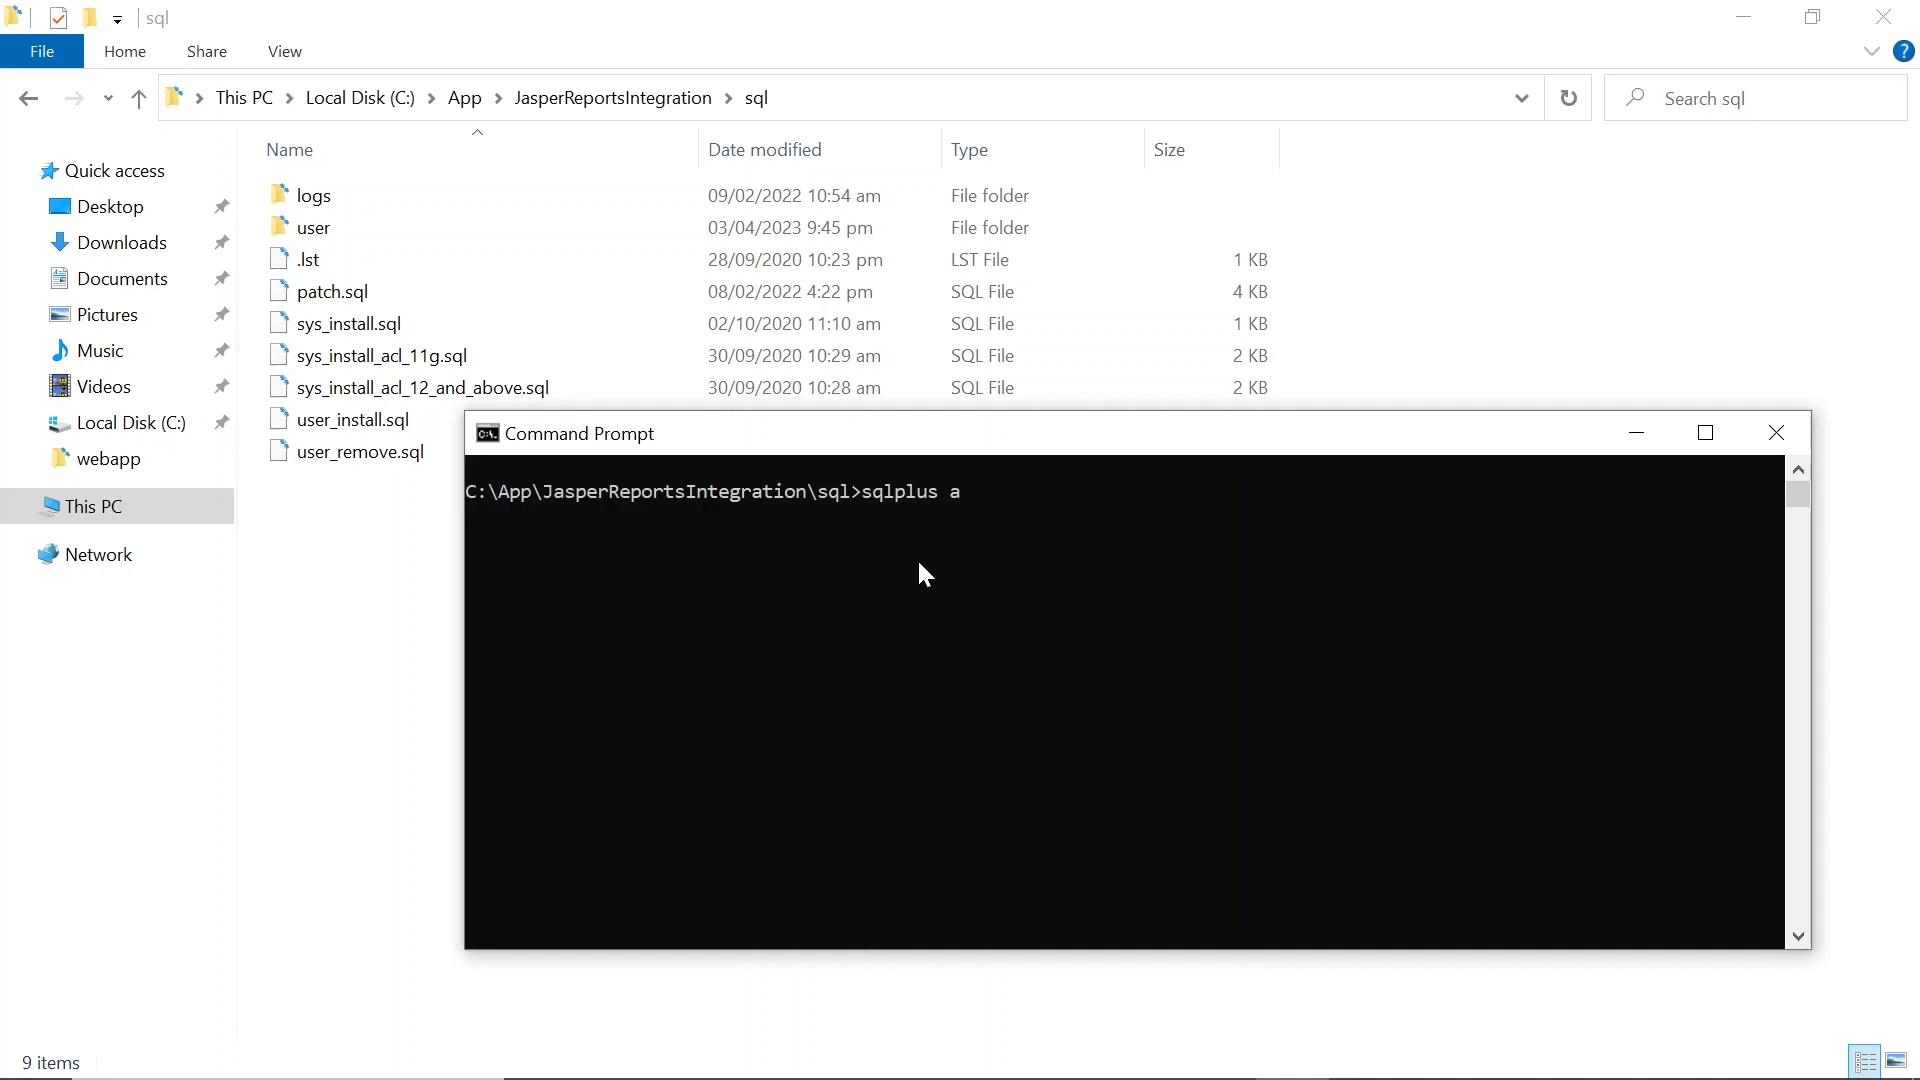 sql
File Home Share View
This PC Local Disk (C:) App JasperReportsIntegration sql Search sql
Name Date modified Type Size
Quick access
Desktop
Downloads
Documents
Pictures
Music
Videos
Local Disk (C:)
webapp
This PC
Network
logs 09/02/2022 10:54 am File folder
user 03/04/2023 9:45 pm File folder
.lst 28/09/2020 10:23 pm LST File 1 KB
patch.sql 08/02/2022 4:22 pm SQL File 4 KB
sys_install.sql 02/10/2020 11:10 am SQL File 1 KB
sys_install_acl_11g.sql 30/09/2020 10:29 am SQL File 2 KB
sys_install_acl_12_and_above.sql 30/09/2020 10:28 am SQL File 2 KB
user_install.sql
user_remove.sql
Command Prompt
C:\App\JasperReportsIntegration\sql>sqlplus a
9 items